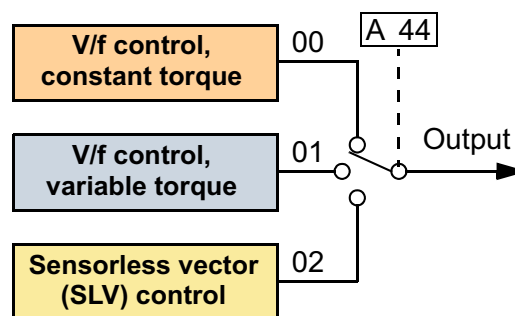 V/f control,
constant torque
00
A 44
V/f control,
variable torque
01
Output
Sensorless vector
(SLV) control
02